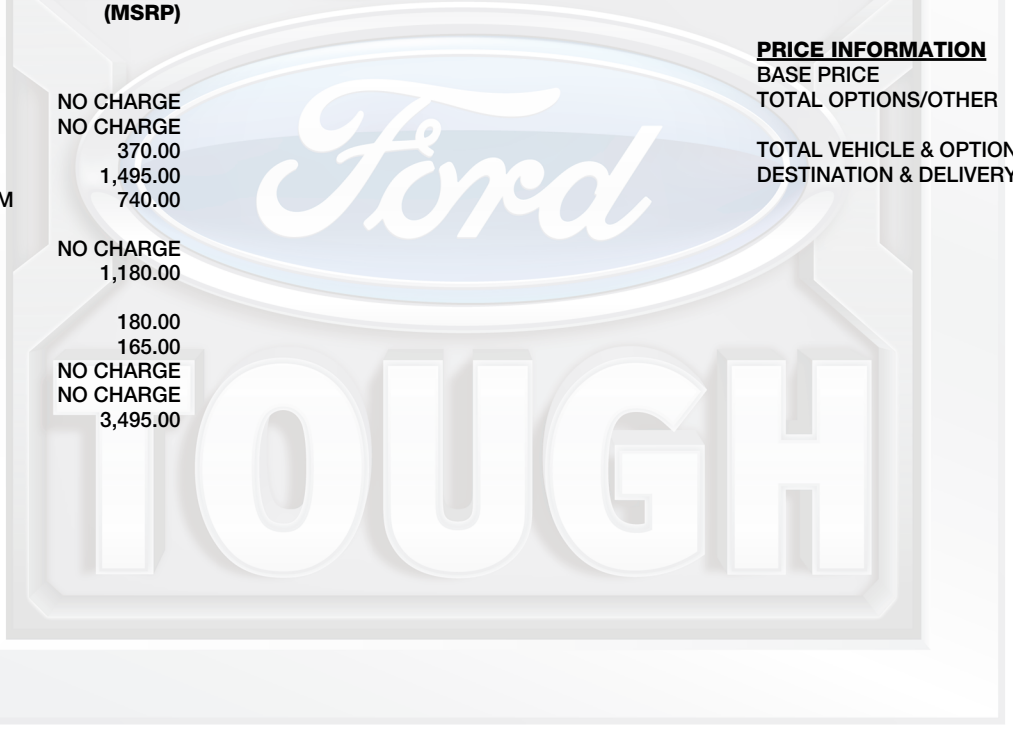 (MSRP)
NO CHARGE
NO CHARGE
370.00
1,495.00
M 740.00
NO CHARGE
1,180.00
180.00
165.00
NO CHARGE
NO CHARGE
3,495.00
PRICE INFORMATION
BASE PRICE
TOTAL OPTIONS/OTHER
TOTAL VEHICLE & OPTION
DESTINATION & DELIVERY
Ford
TOUGH